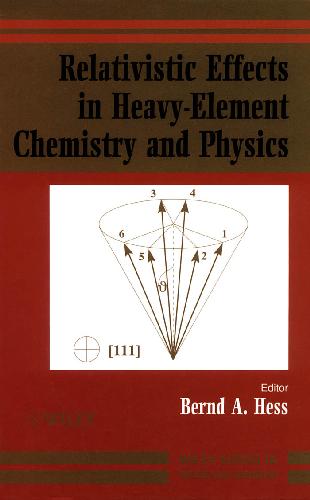 Relativistic Effects
in Heavy-Element
Chemistry and Physics
3 4
6 1
5 2
ϑ
[111]
Editor
Bernd A. Hess
WILEY